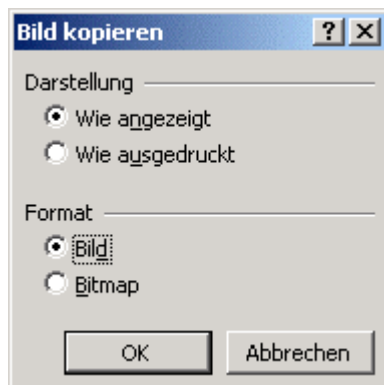 Bild kopieren
Darstellung
Wie angezeigt
Wie ausgedruckt
Format
Bild
Bitmap
OK Abbrechen